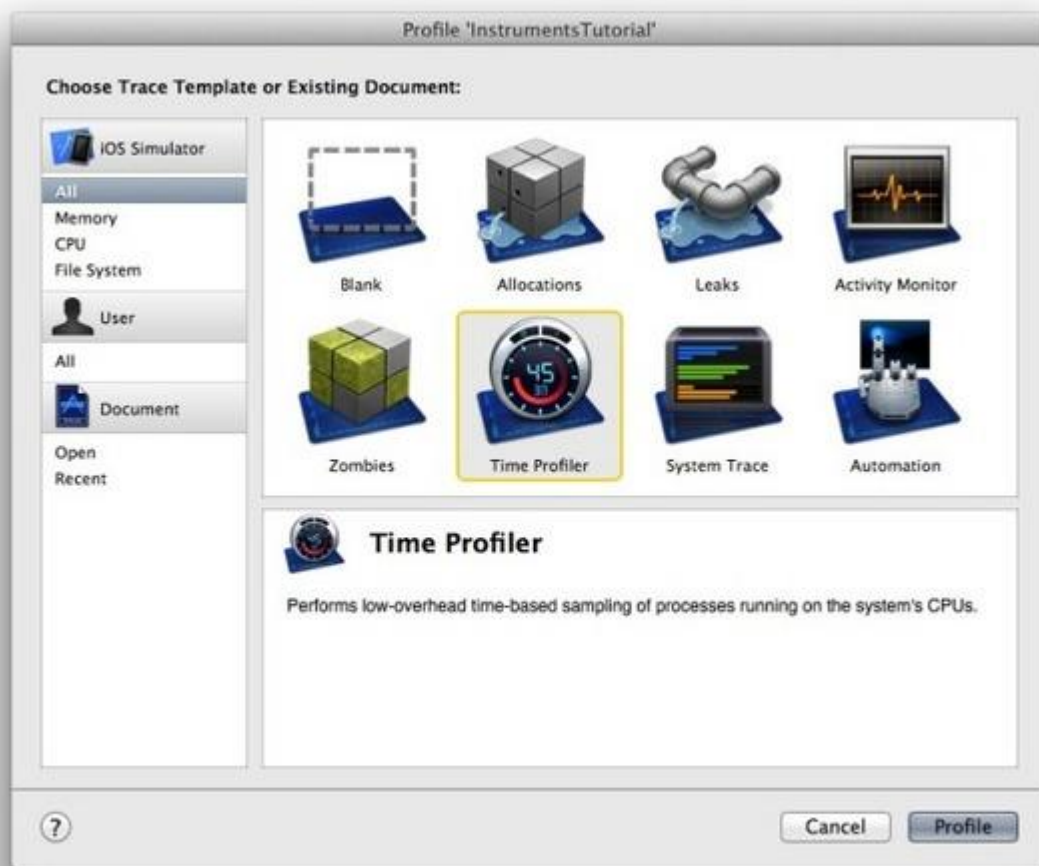 Profile 'InstrumentsTutorial'
Choose Trace Template or Existing Document:
iOS Simulator
All
Memory
CPU
File System
User
All
Document
Open
Recent
Blank
Allocations
Leaks
Activity Monitor
45
Zombies
Time Profiler
System Trace
Automation
Time Profiler
Performs low-overhead time-based sampling of processes running on the system's CPUs.
?
Cancel
Profile